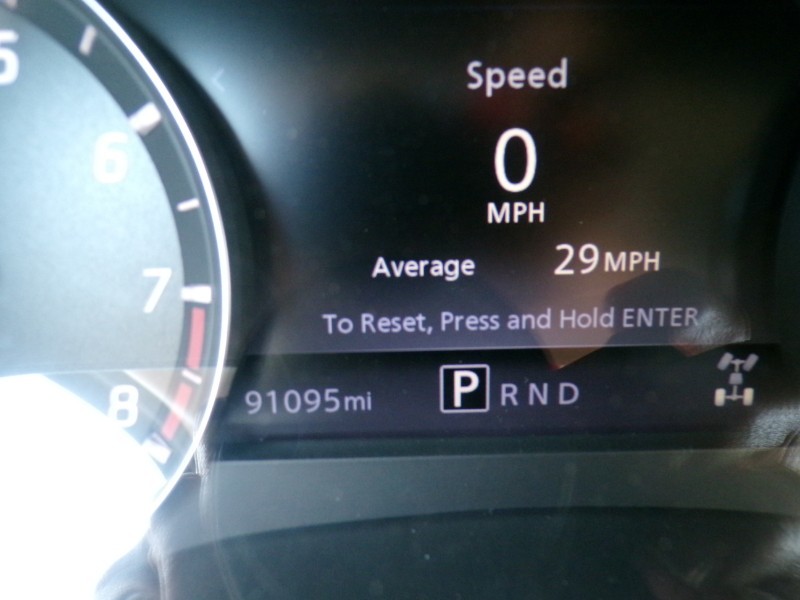 5
6
7
8
Speed
0
MPH
Average 29 MPH
To Reset, Press and Hold ENTER
91095mi P R N D